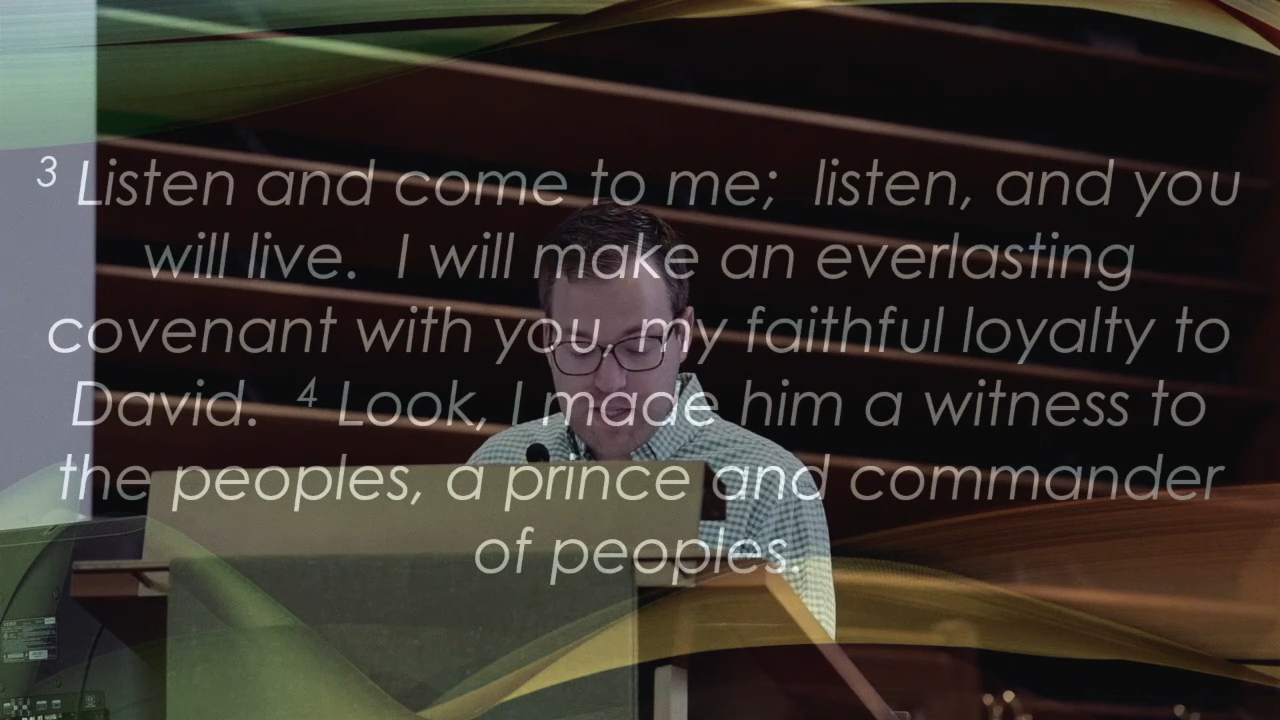 3 Listen and come to me; listen, and you
will live. I will make an everlasting
covenant with you, my faithful loyalty to
David. 4 Look, I made him a witness to
the peoples, a prince and commander
of peoples.